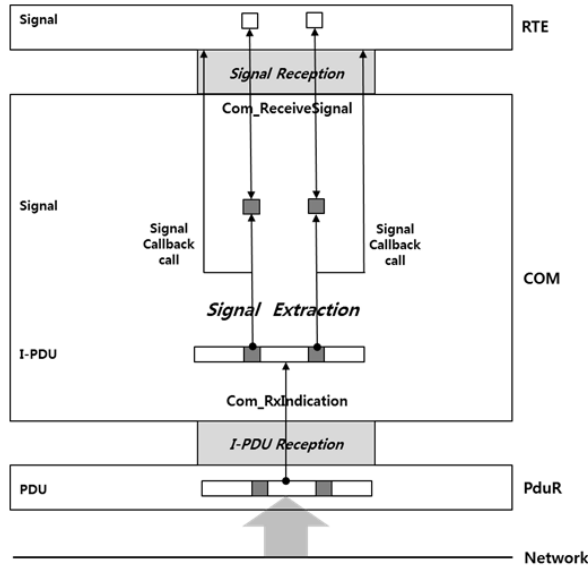 Signal
RTE
Signal Reception
Com_ReceiveSignal
Signal
Signal
Callback
call
Signal
Callback
call
COM
Signal Extraction
I-PDU
Com_RxIndication
I-PDU Reception
PDU
PduR
Network